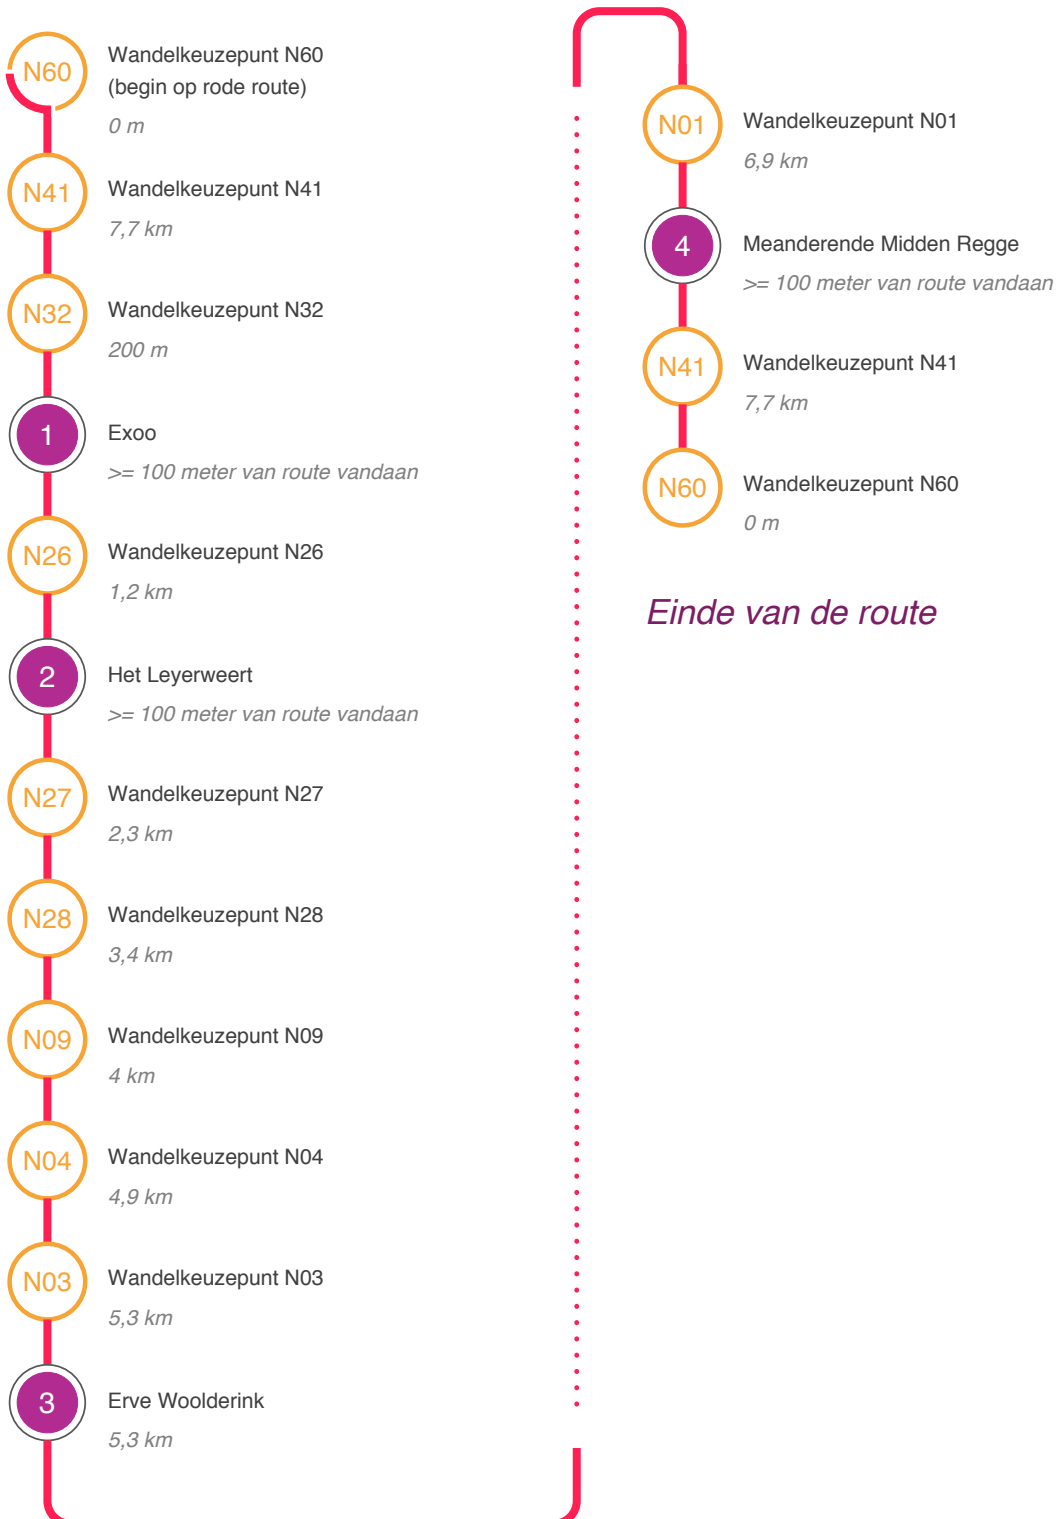 N60
Wandelkeuzepunt N60
(begin op rode route)
0 m
N41
Wandelkeuzepunt N41
7,7 km
N32
Wandelkeuzepunt N32
200 m
1
Exoo
>= 100 meter van route vandaan
N26
Wandelkeuzepunt N26
1,2 km
2
Het Leyerweert
>= 100 meter van route vandaan
N27
Wandelkeuzepunt N27
2,3 km
N28
Wandelkeuzepunt N28
3,4 km
N09
Wandelkeuzepunt N09
4 km
N04
Wandelkeuzepunt N04
4,9 km
N03
Wandelkeuzepunt N03
5,3 km
3
Erve Woolderink
5,3 km
N01
Wandelkeuzepunt N01
6,9 km
4
Meanderende Midden Regge
>= 100 meter van route vandaan
N41
Wandelkeuzepunt N41
7,7 km
N60
Wandelkeuzepunt N60
0 m
Einde van de route